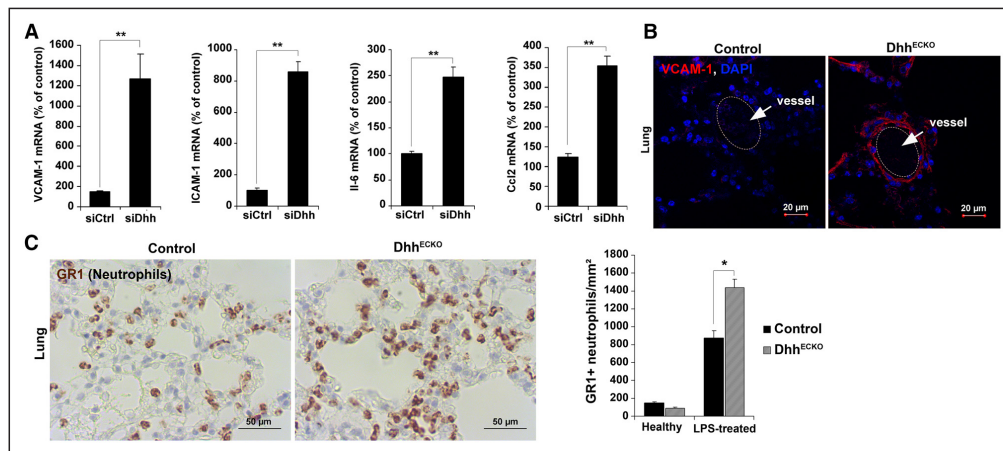 A
VCAM-1 mRNA (% of control)
1600
1400
1200
1000
800
600
400
200
0
**
siCtrl siDhh
ICAM-1 mRNA (% of control)
1000
800
600
400
200
0
**
siCtrl siDhh
Il-6 mRNA (% of control)
300
250
200
150
100
50
0
**
siCtrl siDhh
Ccl2 mRNA (% of control)
400
350
300
250
200
150
100
50
0
**
siCtrl siDhh
B
Control
Dhh^ECKO
Lung
VCAM-1, DAPI
vessel
20 µm
vessel
20 µm
C
Control
Dhh^ECKO
Lung
GR1 (Neutrophils)
50 µm
50 µm
GR1+ neutrophils/mm²
1800
1600
1400
1200
1000
800
600
400
200
0
*
Healthy LPS-treated
Control
Dhh^ECKO